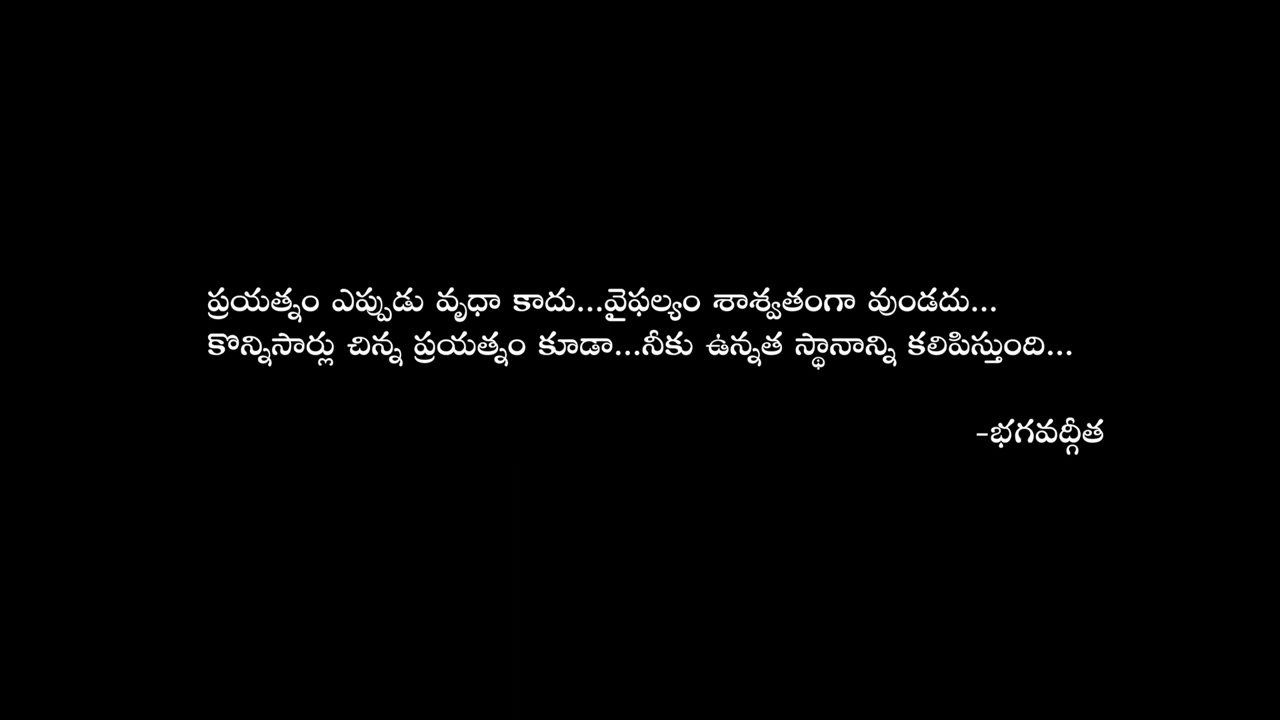 ప్రయత్నం ఎప్పుడు వృధా కాదు...వైఫల్యం శాశ్వతంగా వుండదు...
కొన్నిసార్లు చిన్న ప్రయత్నం కూడా...నీకు ఉన్నత స్థానాన్ని కలిపిస్తుంది...
-భగవద్గీత